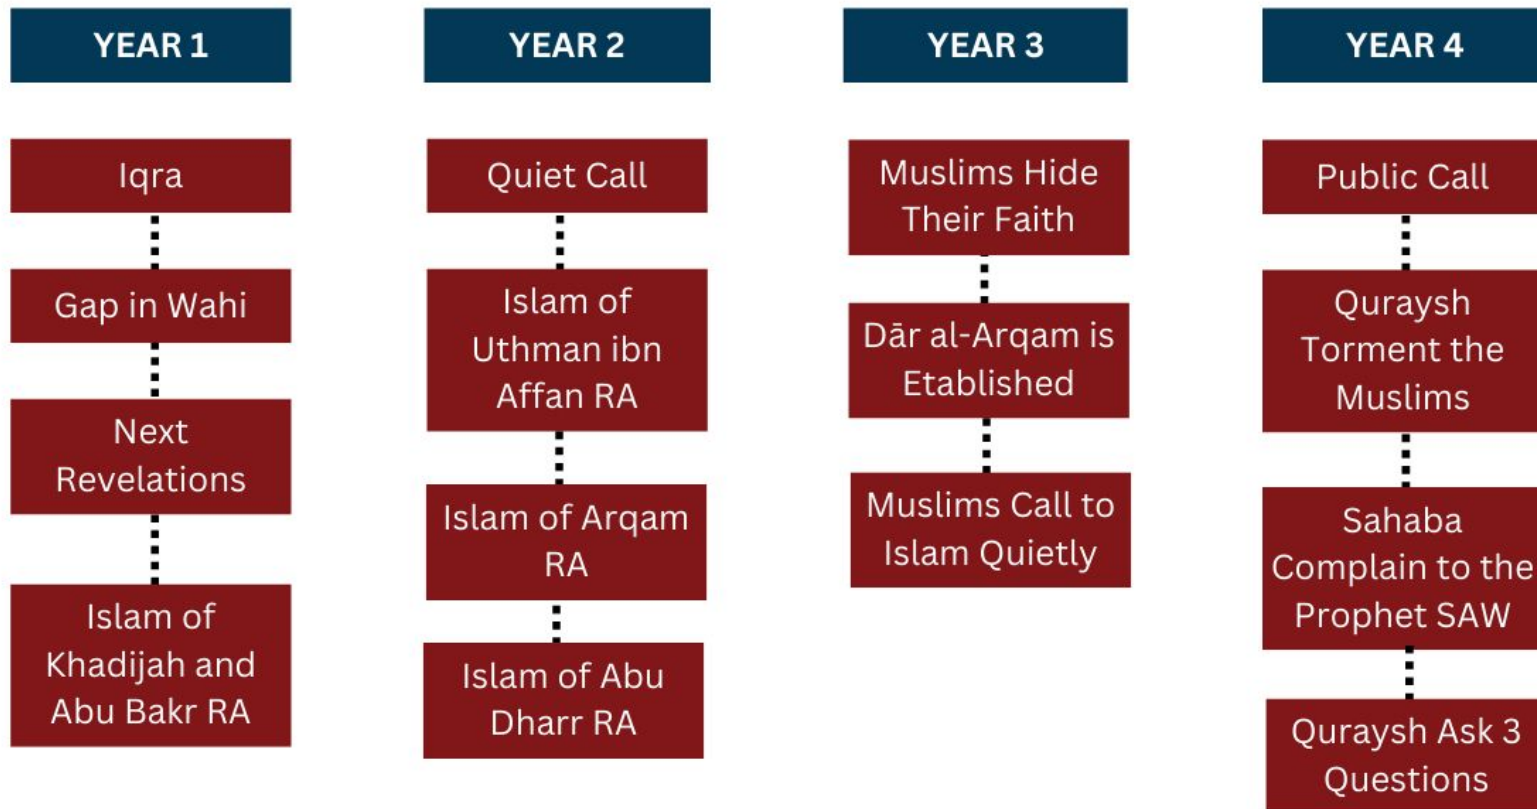 YEAR 1
Iqra
Gap in Wahi
Next
Revelations
Islam of
Khadijah and
Abu Bakr RA
YEAR 2
Quiet Call
Islam of
Uthman ibn
Affan RA
Islam of Arqam
RA
Islam of Abu
Dharr RA
YEAR 3
Muslims Hide
Their Faith
Dār al-Arqam is
Etablished
Muslims Call to
Islam Quietly
YEAR 4
Public Call
Quraysh
Torment the
Muslims
Sahaba
Complain to the
Prophet SAW
Quraysh Ask 3
Questions